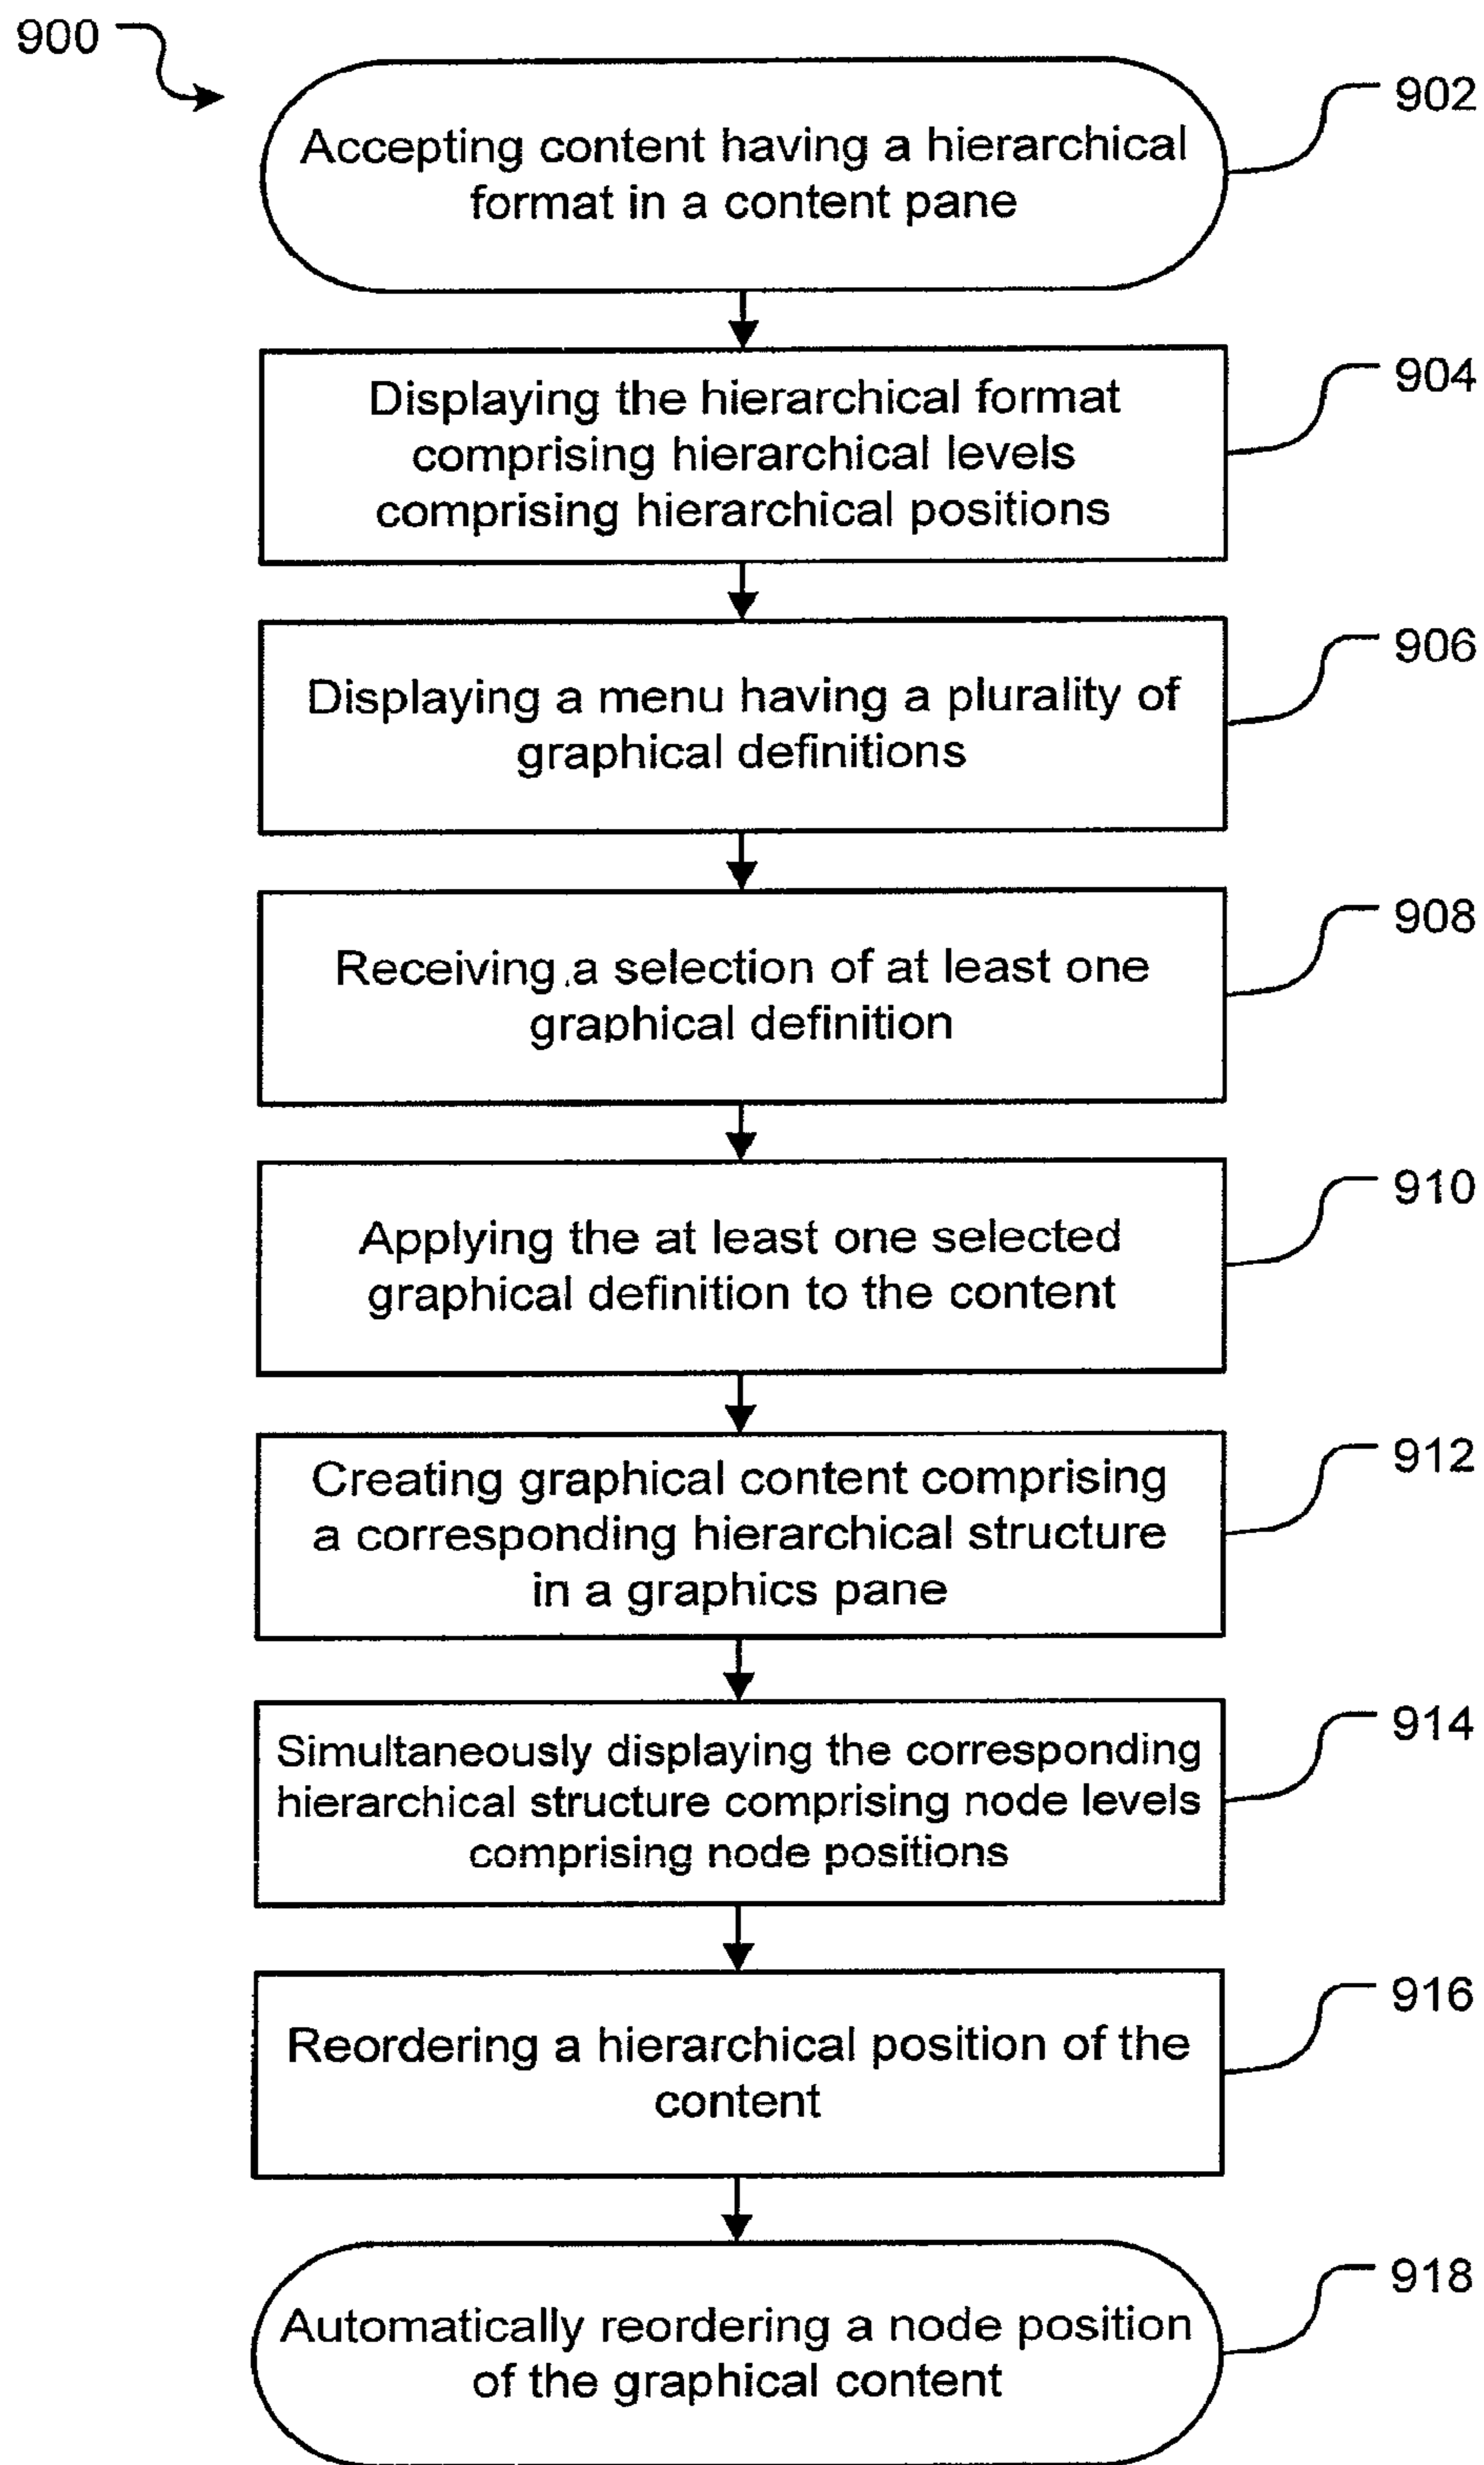 900
902
Accepting content having a hierarchical
format in a content pane
904
Displaying the hierarchical format
comprising hierarchical levels
comprising hierarchical positions
906
Displaying a menu having a plurality of
graphical definitions
908
Receiving a selection of at least one
graphical definition
910
Applying the at least one selected
graphical definition to the content
912
Creating graphical content comprising
a corresponding hierarchical structure
in a graphics pane
914
Simultaneously displaying the corresponding
hierarchical structure comprising node levels
comprising node positions
916
Reordering a hierarchical position of the
content
918
Automatically reordering a node position
of the graphical content